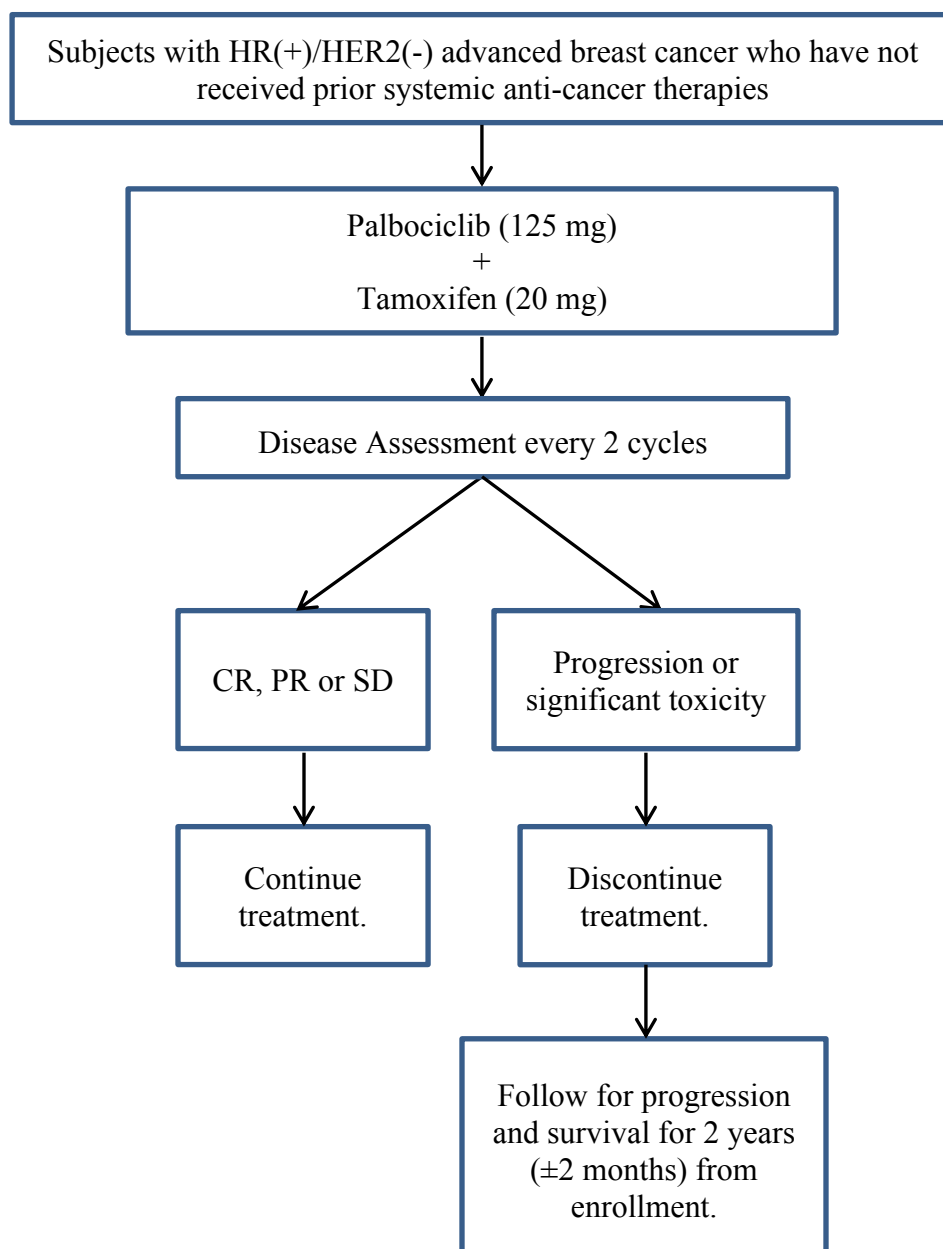 Subjects with HR(+)/HER2(-) advanced breast cancer who have not
received prior systemic anti-cancer therapies
Palbociclib (125 mg)
+
Tamoxifen (20 mg)
Disease Assessment every 2 cycles
CR, PR or SD
Progression or
significant toxicity
Continue
treatment.
Discontinue
treatment.
Follow for progression
and survival for 2 years
(±2 months) from
enrollment.